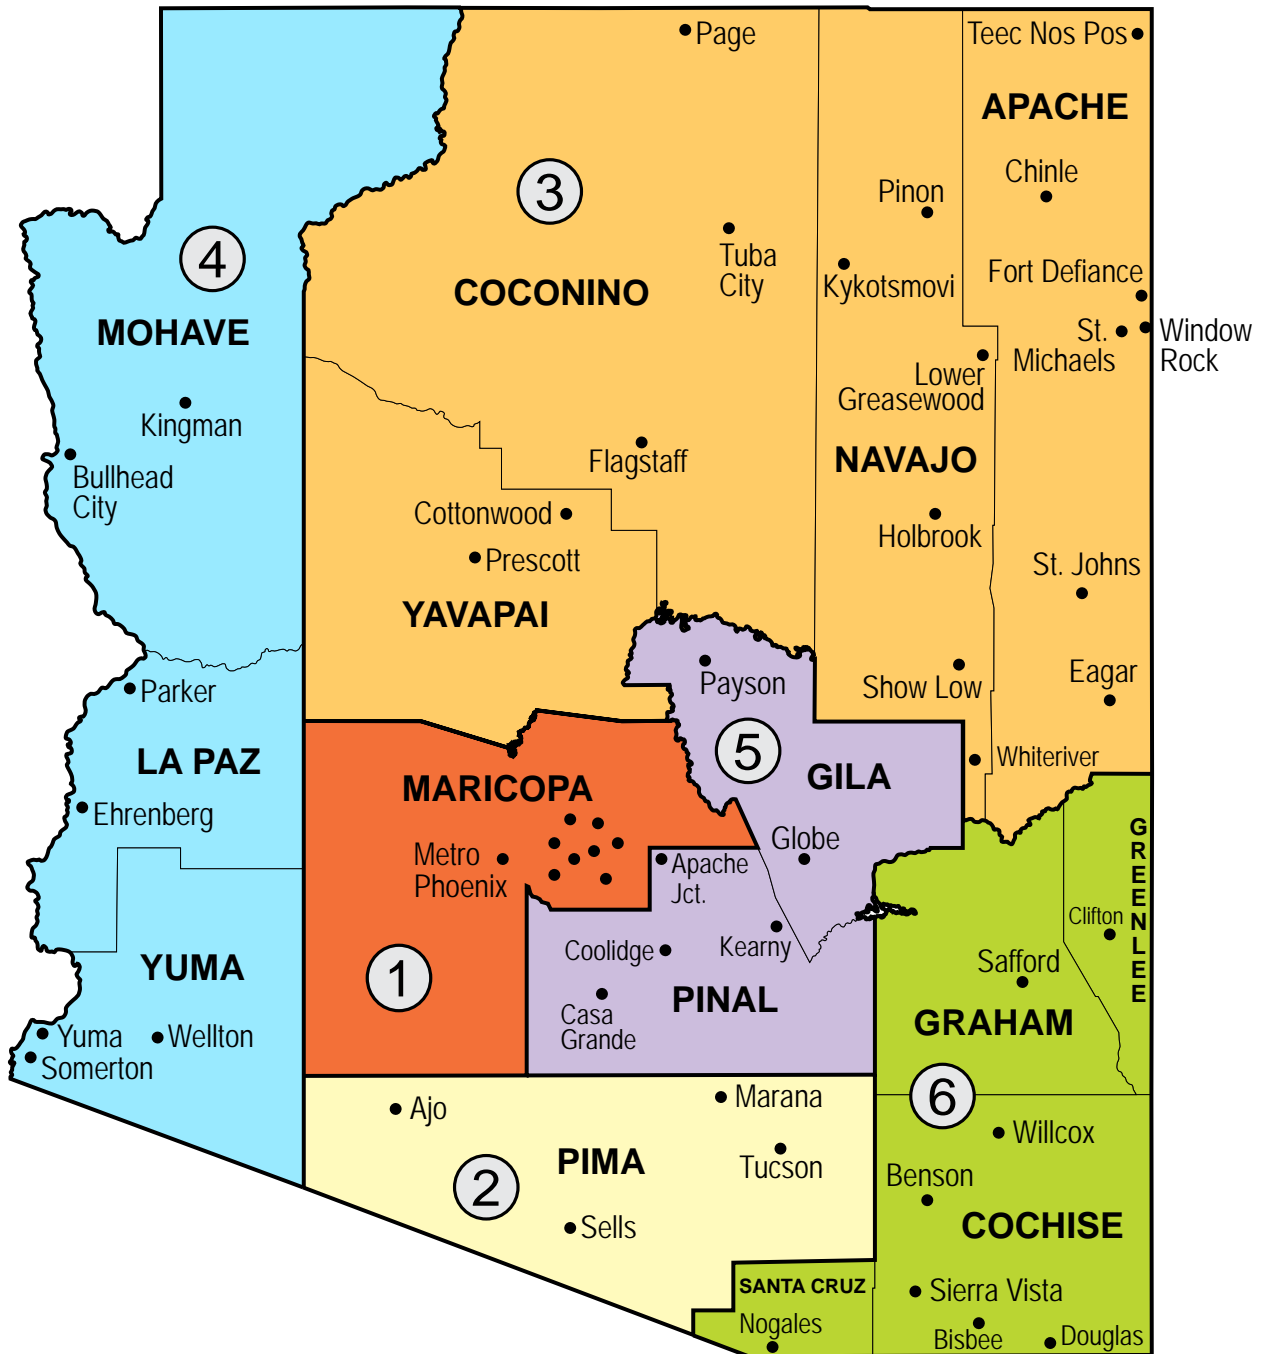 Page
Teec Nos Pos
APACHE
Chinle
3
Pinon
4
Tuba
City
COCONINO
Kykotsmovi
Fort Defiance
MOHAVE
St.
Michaels
Window
Rock
Lower
Greasewood
Kingman
Flagstaff
NAVAJO
Bullhead
City
Cottonwood
Holbrook
Prescott
St. Johns
YAVAPAI
Payson
Show Low
Eagar
Parker
LA PAZ
5
GILA
Whiteriver
MARICOPA
Ehrenberg
Metro
Phoenix
Apache
Jct.
Globe
GREENLEE
Clifton
Coolidge
Kearny
YUMA
1
Safford
PINAL
Casa
Grande
GRAHAM
Yuma
Wellton
Somerton
6
Ajo
Marana
Willcox
PIMA
Tucson
2
Benson
Sells
COCHISE
SANTA CRUZ
Sierra Vista
Nogales
Bisbee
Douglas